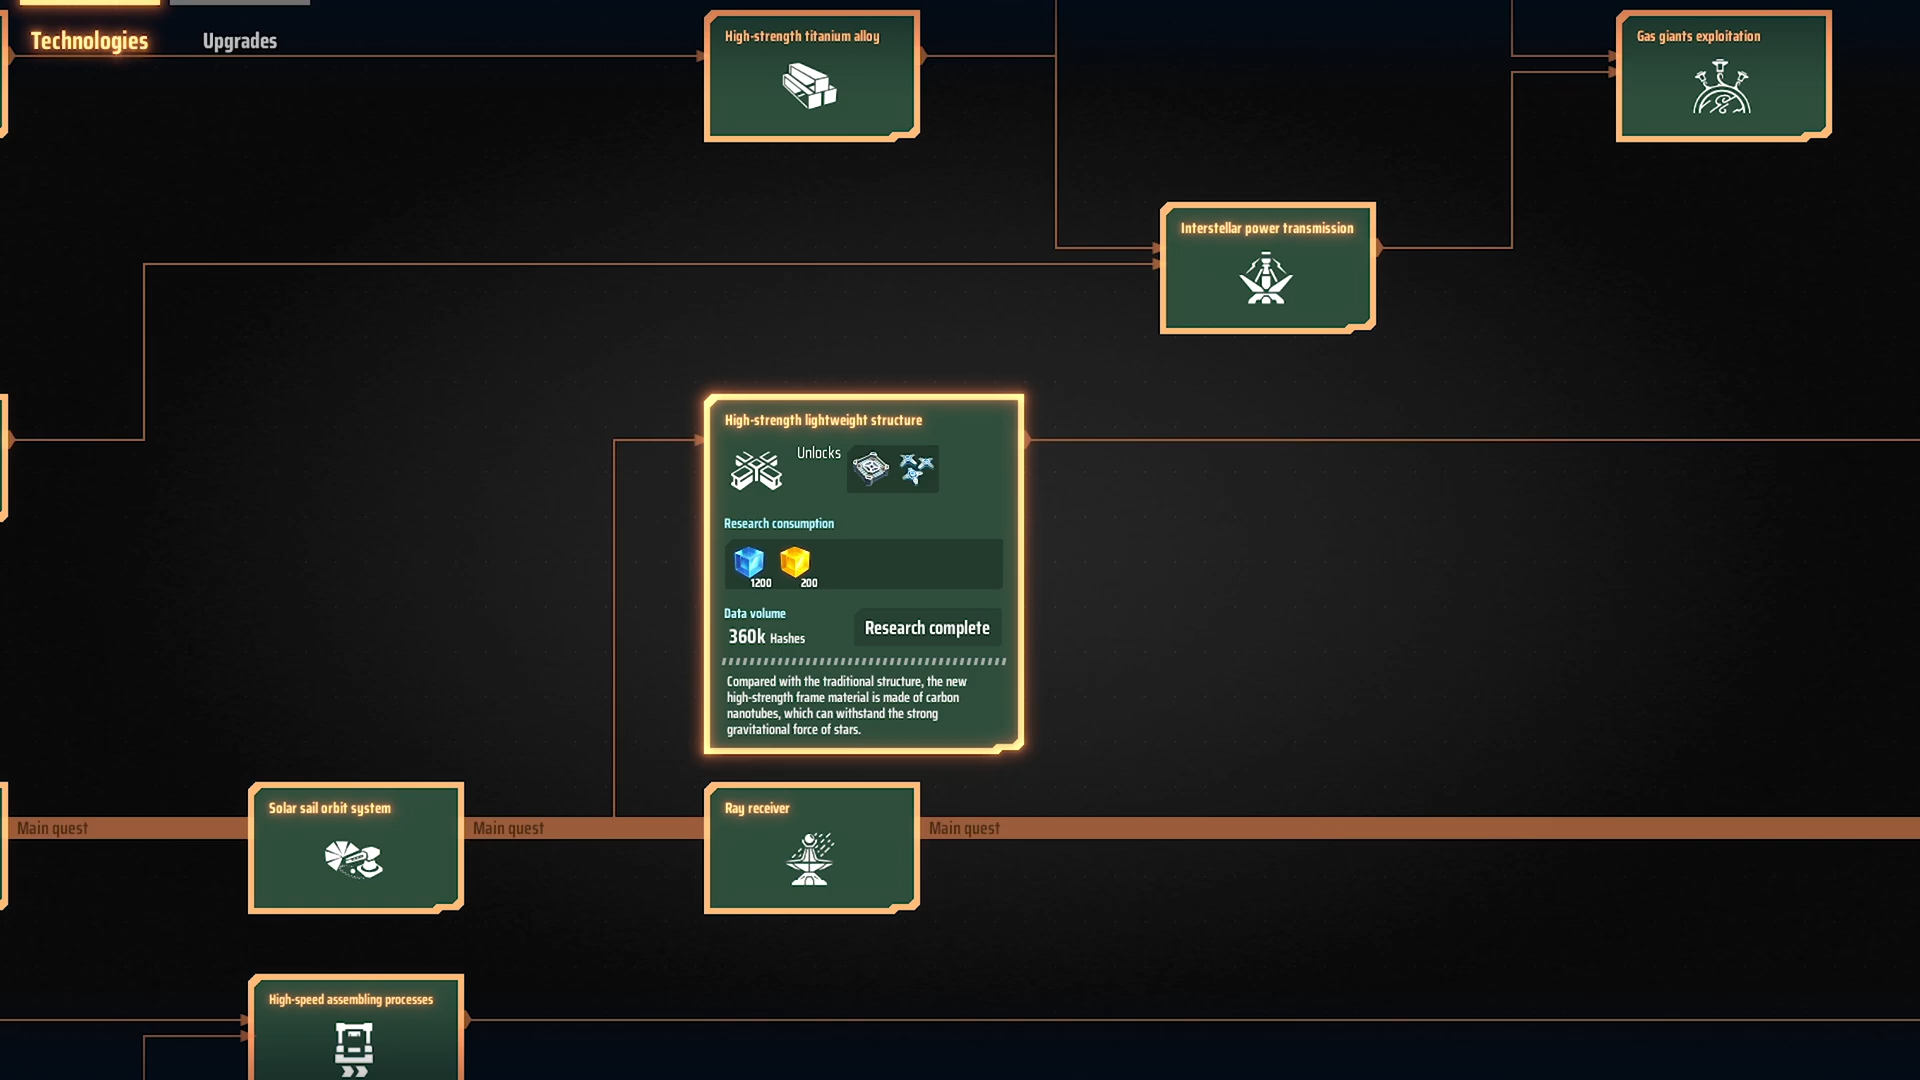 Technologies
Upgrades
High-strength titanium alloy
Gas giants exploitation
Interstellar power transmission
High-strength lightweight structure
Unlocks
Research consumption
1200
200
Data volume
360k Hashes
Research complete
Compared with the traditional structure, the new
high-strength frame material is made of carbon
nanotubes, which can withstand the strong
gravitational force of stars.
Solar sail orbit system
Ray receiver
Main quest
Main quest
Main quest
High-speed assembling processes